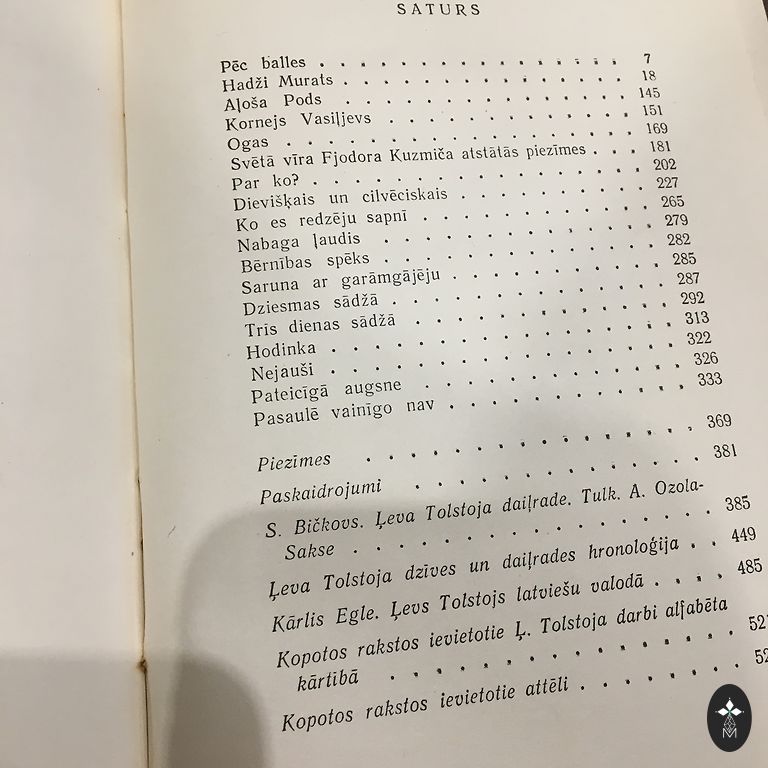 SATURS
Pēc balles . . . . . . . . . . . . . . . . 7
Hadži Murats . . . . . . . . . . . . . . . 18
Aļoša Pods . . . . . . . . . . . . . . . 145
Kornejs Vasiļjevs . . . . . . . . . . . . . 151
Ogas . . . . . . . . . . . . . . . . . 169
Svētā vīra Fjodora Kuzmiča atstātās piezīmes . . . 181
Par ko? . . . . . . . . . . . . . . . . 202
Dievišķais un cilvēciskais . . . . . . . . . . 227
Ko es redzēju sapnī . . . . . . . . . . . . 265
Nabaga ļaudis . . . . . . . . . . . . . . 279
Bērnības spēks . . . . . . . . . . . . . . 282
Saruna ar garāmgājēju . . . . . . . . . . . 285
Dziesmas sādžā . . . . . . . . . . . . . . 287
Trīs dienas sādžā . . . . . . . . . . . . . 292
Hodinka . . . . . . . . . . . . . . . . 313
Nejauši . . . . . . . . . . . . . . . . 322
Pateicīgā augsne . . . . . . . . . . . . . 326
Pasaulē vainīgo nav . . . . . . . . . . . . 333
Piezīmes . . . . . . . . . . . . . . . 369
Paskaidrojumi . . . . . . . . . . . . . 381
S. Bičkovs. Ļeva Tolstoja daiļrade. Tulk. A. Ozola-
Sakse . . . . . . . . . . . . . . . . 385
Ļeva Tolstoja dzīves un daiļrades hronoloģija . . 449
Kārlis Egle. Ļevs Tolstojs latviešu valodā . . . . 485
Kopotos rakstos ievietotie Ļ. Tolstoja darbi alfabēta
kārtībā . . . . . . . . . . . . . . . 521
Kopotos rakstos ievietotie attēli . . . . . . . .
M